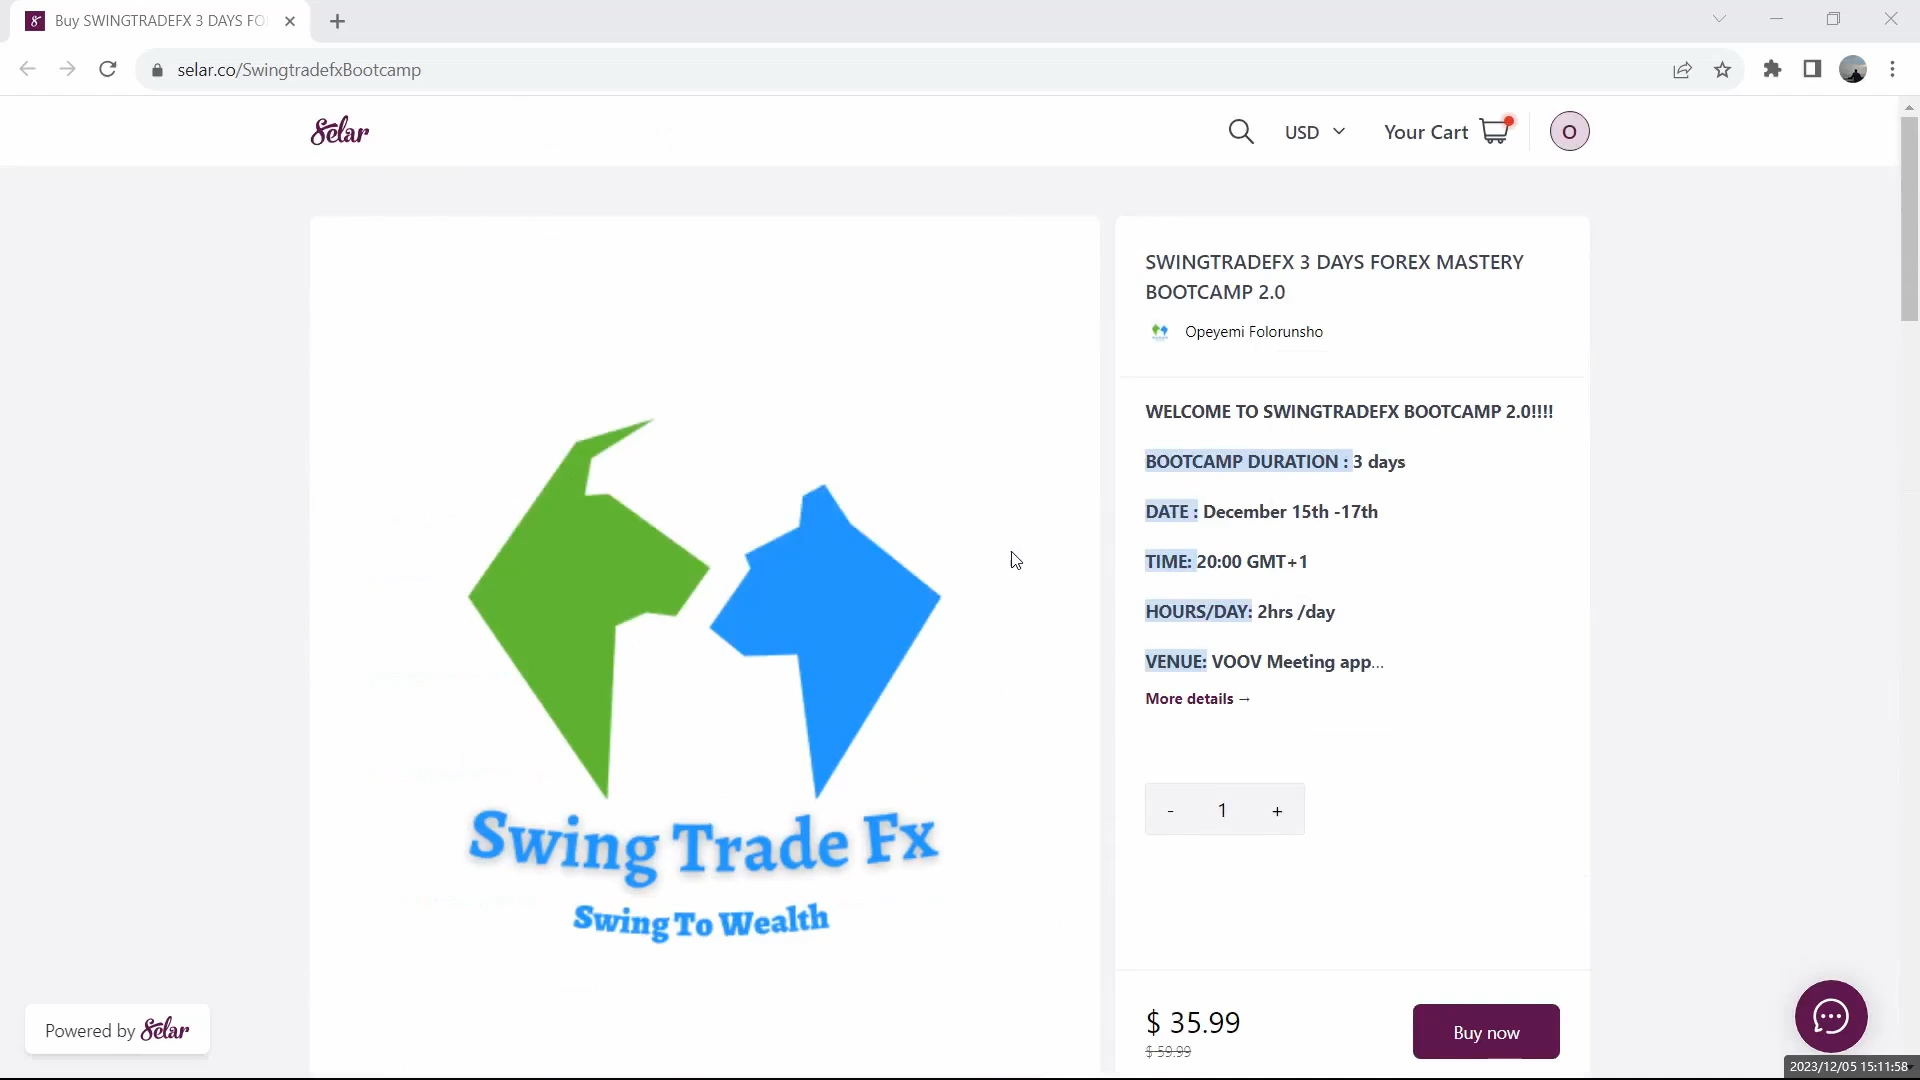 Buy SWINGTRADEFX 3 DAYS FO
selar.co/SwingtradefxBootcamp
Selar
USD
Your Cart
O
SWINGTRADEFX 3 DAYS FOREX MASTERY
BOOTCAMP 2.0
Opeyemi Folorunsho
WELCOME TO SWINGTRADEFX BOOTCAMP 2.0!!!!
BOOTCAMP DURATION : 3 days
DATE : December 15th -17th
TIME: 20:00 GMT+1
HOURS/DAY: 2hrs /day
VENUE: VOOV Meeting app...
More details →
- 1 +
Swing Trade Fx
Swing To Wealth
$ 35.99
$ 59.99
Buy now
Powered by Selar
2023/12/05 15:11:58